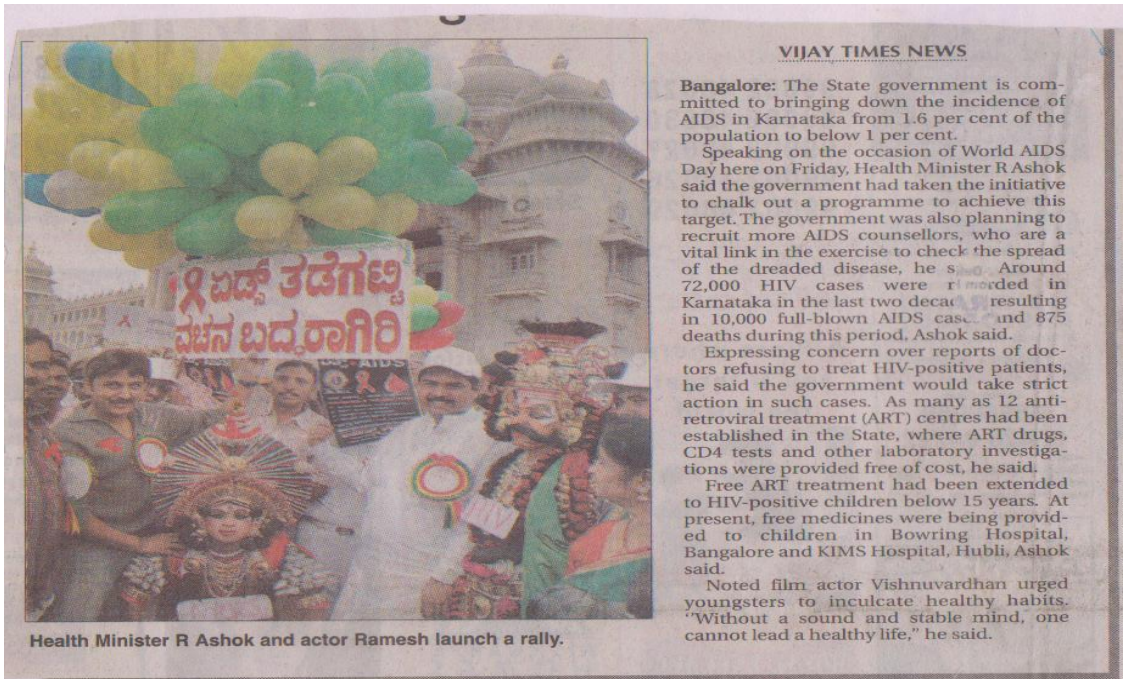 ಏಡ್ಸ್ ತಡೆಗಟ್ಟಿ
ವಚನ ಬದ್ಧರಾಗಿರಿ
AIDS
HIV
Health Minister R Ashok and actor Ramesh launch a rally.
VIJAY TIMES NEWS
Bangalore: The State government is com-
mitted to bringing down the incidence of
AIDS in Karnataka from 1.6 per cent of the
population to below 1 per cent.
Speaking on the occasion of World AIDS
Day here on Friday, Health Minister R Ashok
said the government had taken the initiative
to chalk out a programme to achieve this
target. The government was also planning to
recruit more AIDS counsellors, who are a
vital link in the exercise to check the spread
of the dreaded disease, he Around
72,000 HIV cases were in
Karnataka in the last two resulting
in 10,000 full-blown AIDS and 875
deaths during this period, Ashok said.
Expressing concern over reports of doc-
tors refusing to treat HIV-positive patients,
he said the government would take strict
action in such cases. As many as 12 anti-
retroviral treatment (ART) centres had been
established in the State, where ART drugs,
CD4 tests and other laboratory investiga-
tions were provided free of cost, he said.
Free ART treatment had been extended
to HIV-positive children below 15 years. At
present, free medicines were being provid-
ed to children in Bowring Hospital,
Bangalore and KIMS Hospital, Hubli, Ashok
said.
Noted film actor Vishnuvardhan urged
youngsters to inculcate healthy habits.
"Without a sound and stable mind, one
cannot lead a healthy life," he said.